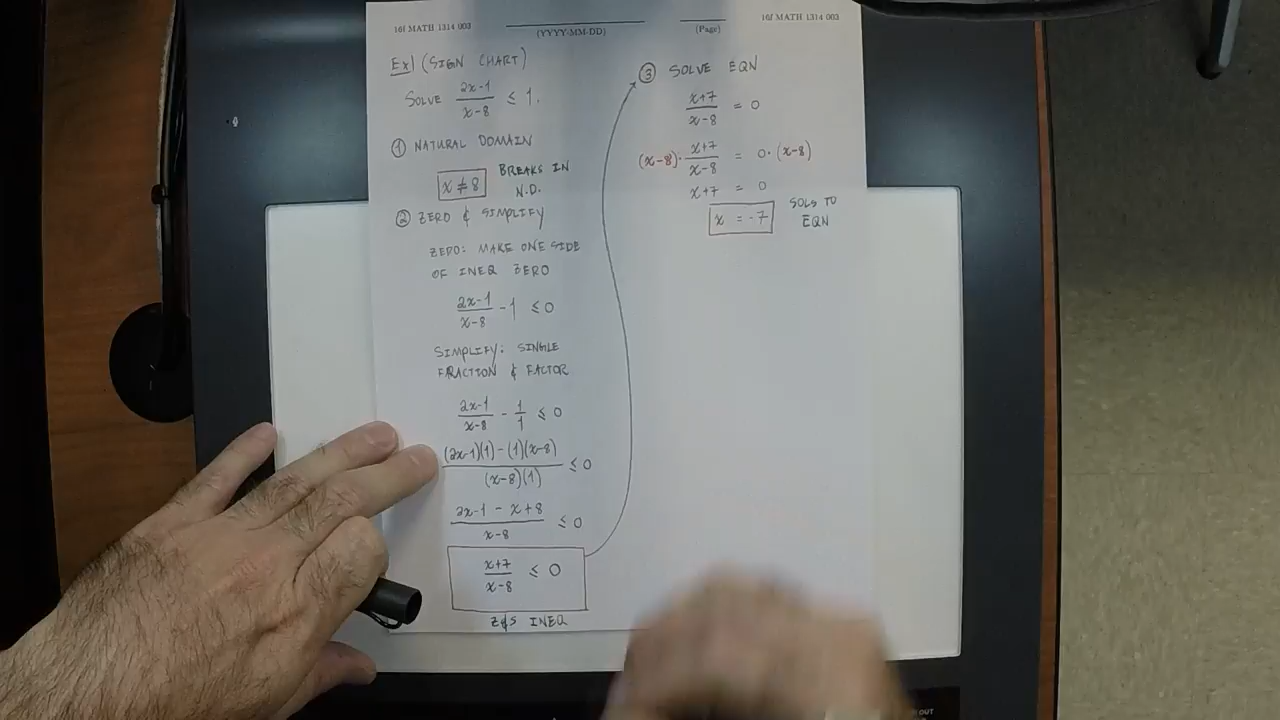 16f MATH 1314 003
(YYYY-MM-DD)
(Page)
16f MATH 1314 003
Ex) (SIGN CHART)
SOLVE (2x-1)/(x-8) ≤ 1.
① NATURAL DOMAIN
x ≠ 8 BREAKS IN
N.D.
② ZERO & SIMPLIFY
ZERO: MAKE ONE SIDE
OF INEQ ZERO
(2x-1)/(x-8) - 1 ≤ 0
SIMPLIFY: SINGLE
FRACTION & FACTOR
(2x-1)/(x-8) - 1/1 ≤ 0
((2x-1)(1) - (1)(x-8))/((x-8)(1)) ≤ 0
(2x-1 - x+8)/(x-8) ≤ 0
(x+7)/(x-8) ≤ 0
Z&S INEQ
③ SOLVE EQN
(x+7)/(x-8) = 0
(x-8)·(x+7)/(x-8) = 0·(x-8)
x+7 = 0
x = -7 SOLS TO
EQN
OUT